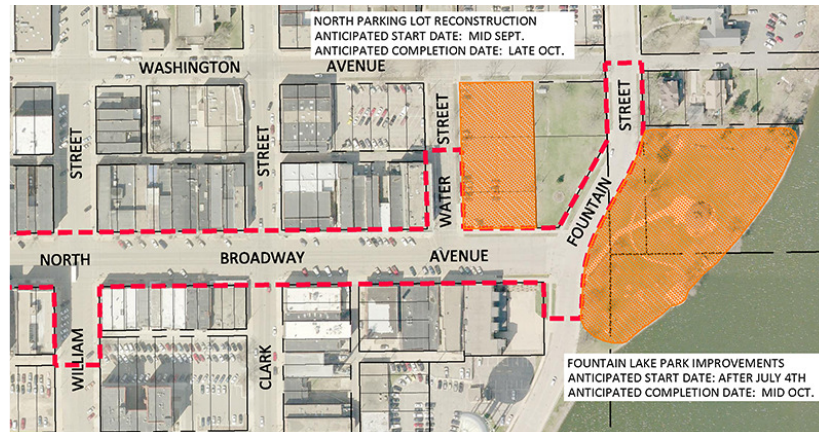 NORTH PARKING LOT RECONSTRUCTION
ANTICIPATED START DATE:  MID SEPT.
ANTICIPATED COMPLETION DATE:  LATE OCT.
WASHINGTON AVENUE
STREET
STREET
STREET
STREET
WATER
FOUNTAIN
NORTH BROADWAY AVENUE
WILLIAM
CLARK
FOUNTAIN LAKE PARK IMPROVEMENTS
ANTICIPATED START DATE: AFTER JULY 4TH
ANTICIPATED COMPLETION DATE:  MID OCT.